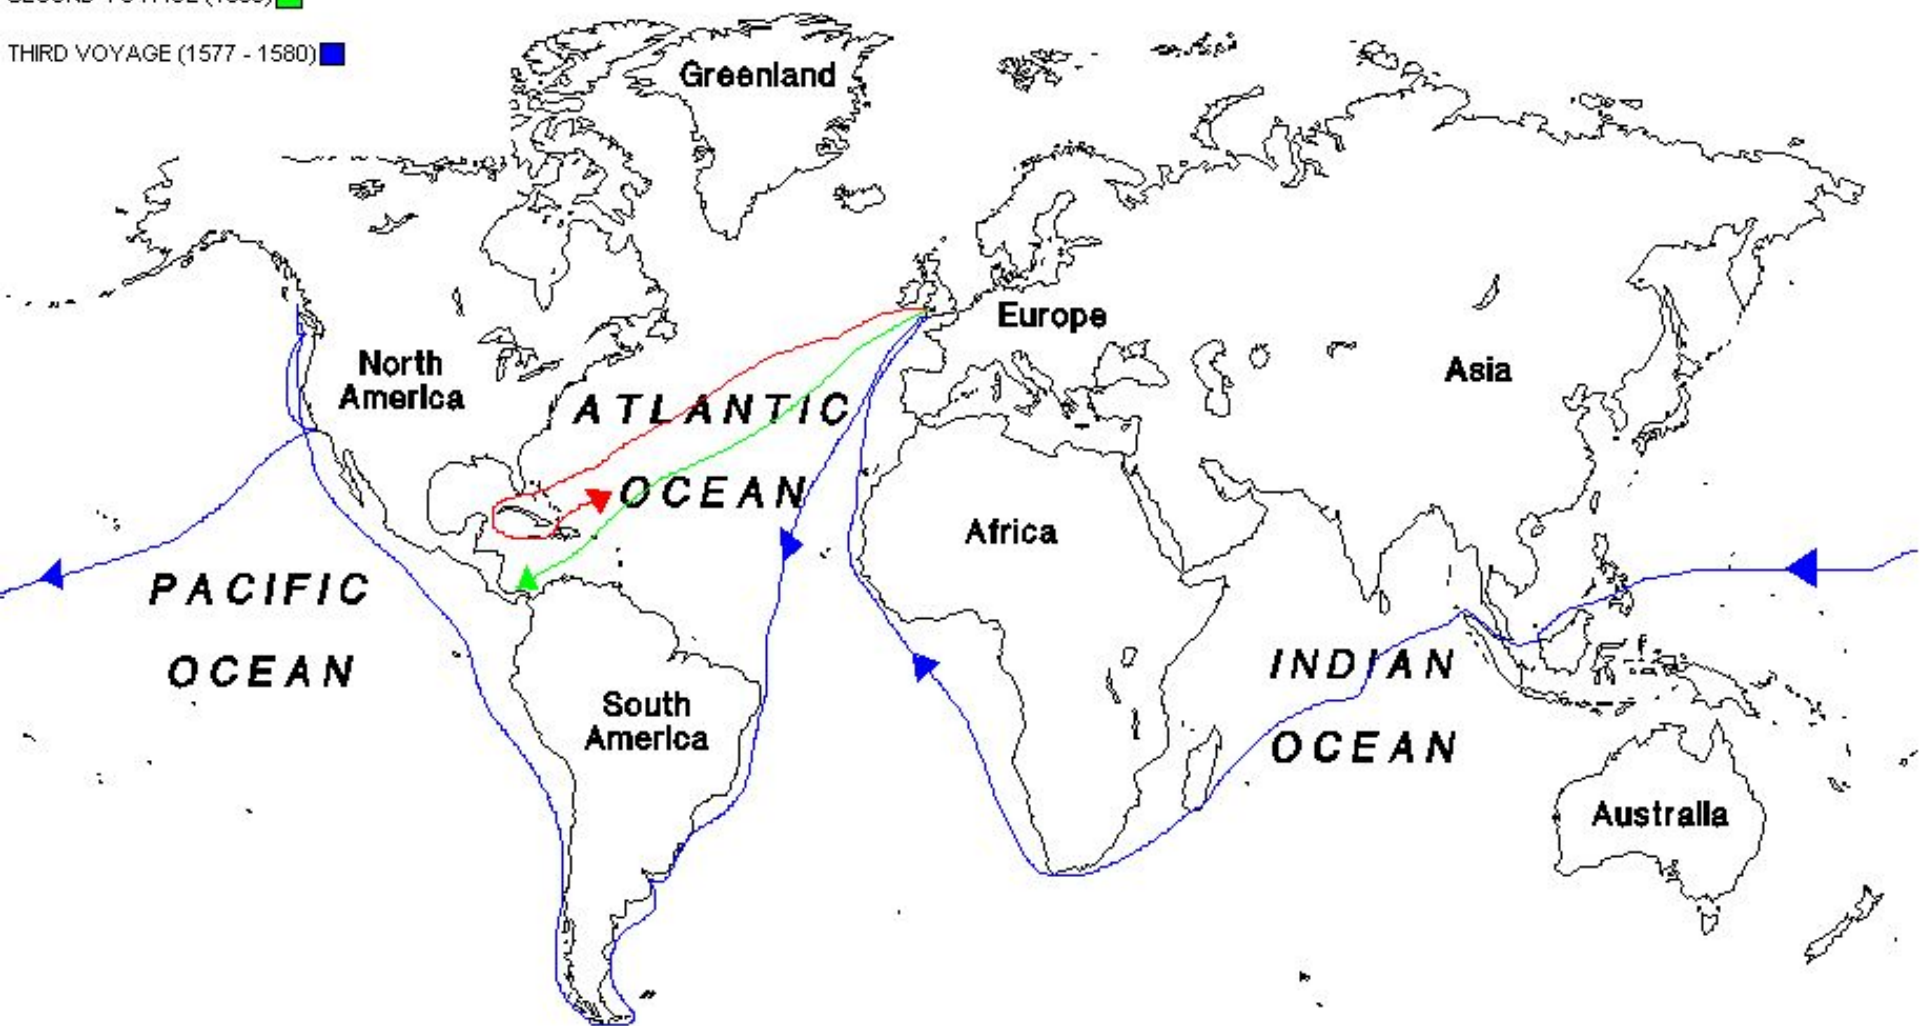 THIRD VOYAGE (1577 - 1580)
Greenland
Europe
North
America
Asia
ATLANTIC
OCEAN
Africa
PACIFIC
OCEAN
INDIAN
OCEAN
South
America
Australia